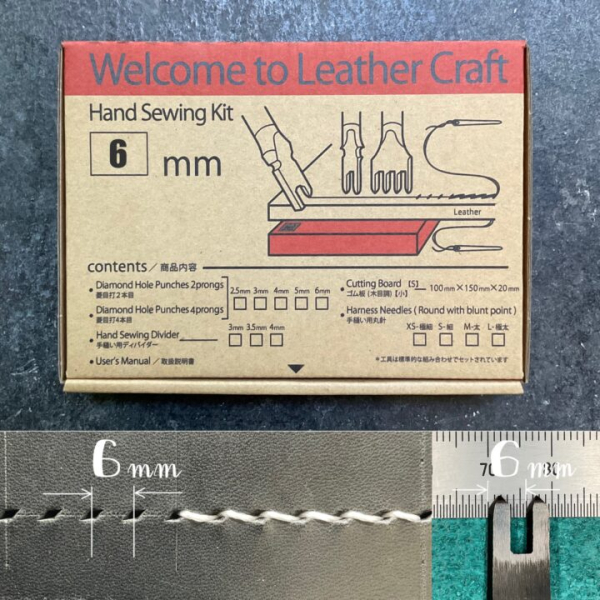 Welcome to Leather Craft
Hand Sewing Kit
6 mm
Leather
contents / 商品内容
• Diamond Hole Punches 2prongs
菱目打2本目
2.5mm 3mm 4mm 5mm 6mm
• Diamond Hole Punches 4prongs
菱目打4本目
• Hand Sewing Divider
手縫い用ディバイダー
3mm 3.5mm 4mm
• User's Manual / 取扱説明書
• Cutting Board 【S】 100mm×150mm×20mm
ゴム板(木目調)【小】
• Harness Needles ( Round with blunt point )
手縫い用丸針
XS-極細 S-細 M-太 L-極太
*工具は標準的な組み合わせでセットされています
6 mm
6 mm
70 80